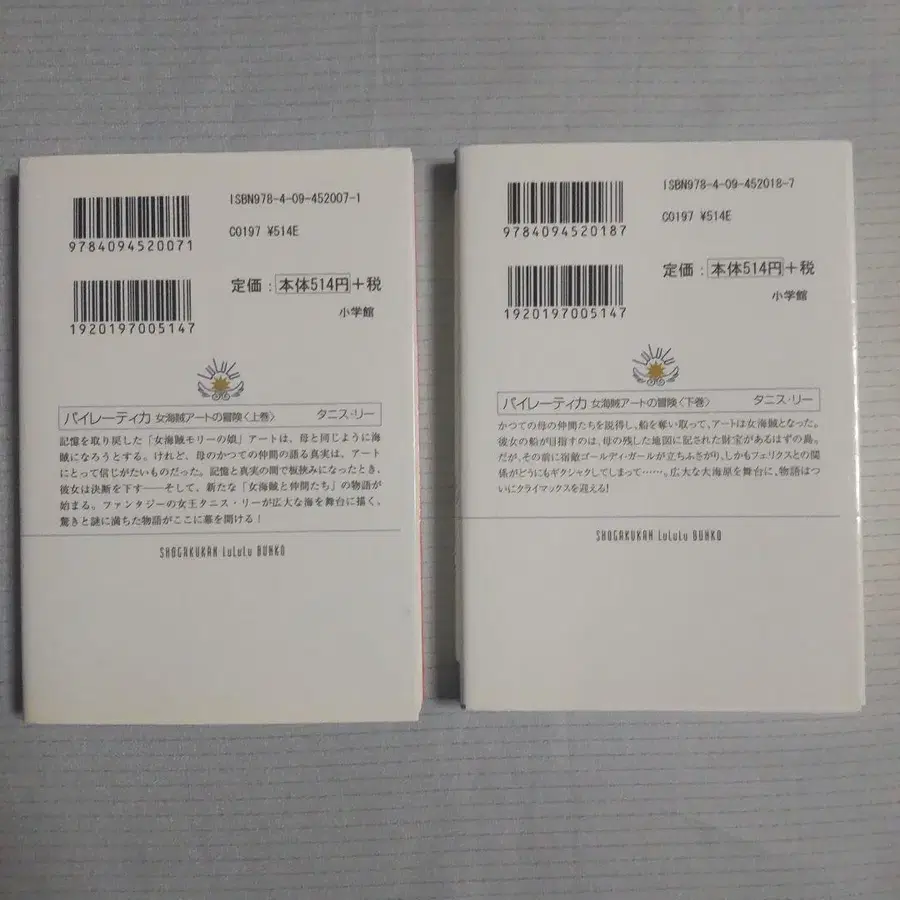 ISBN978-4-09-452007-1
9784094520071
C0197 ¥514E
定価：本体514円＋税
1920197005147
小学館
LULULU
パイレーティカ 女海賊アートの冒険〈上巻〉 タニス・リー
記憶を取り戻した「女海賊モリーの娘」アートは、母と同じように海
賊になろうとする。けれど、母のかつての仲間の語る真実は、アート
にとって信じがたいものだった。記憶と真実の間で板挟みになったとき、
彼女は決断を下す――そして、新たな「女海賊と仲間たち」の物語が
始まる。ファンタジーの女王タニス・リーが広大な海を舞台に描く、
驚きと謎に満ちた物語がここに幕を開ける！
SHOGAKUKAN LuLuLu BUNKO
ISBN978-4-09-452018-7
9784094520187
C0197 ¥514E
定価：本体514円＋税
1920197005147
小学館
LULULU
パイレーティカ 女海賊アートの冒険〈下巻〉 タニス・リー
かつての母の仲間たちを説得し、船を奪い取って、アートは女海賊となった。
彼女の船が目指すのは、母の残した地図に記された財宝があるはずの島。
だが、その前に宿敵ゴールディ・ガールが立ちふさがり、しかもフェリクスとの関
係がどうにもギクシャクしてしまって……。広大な大海原を舞台に、物語はつ
いにクライマックスを迎える！
SHOGAKUKAN LuLuLu BUNKO